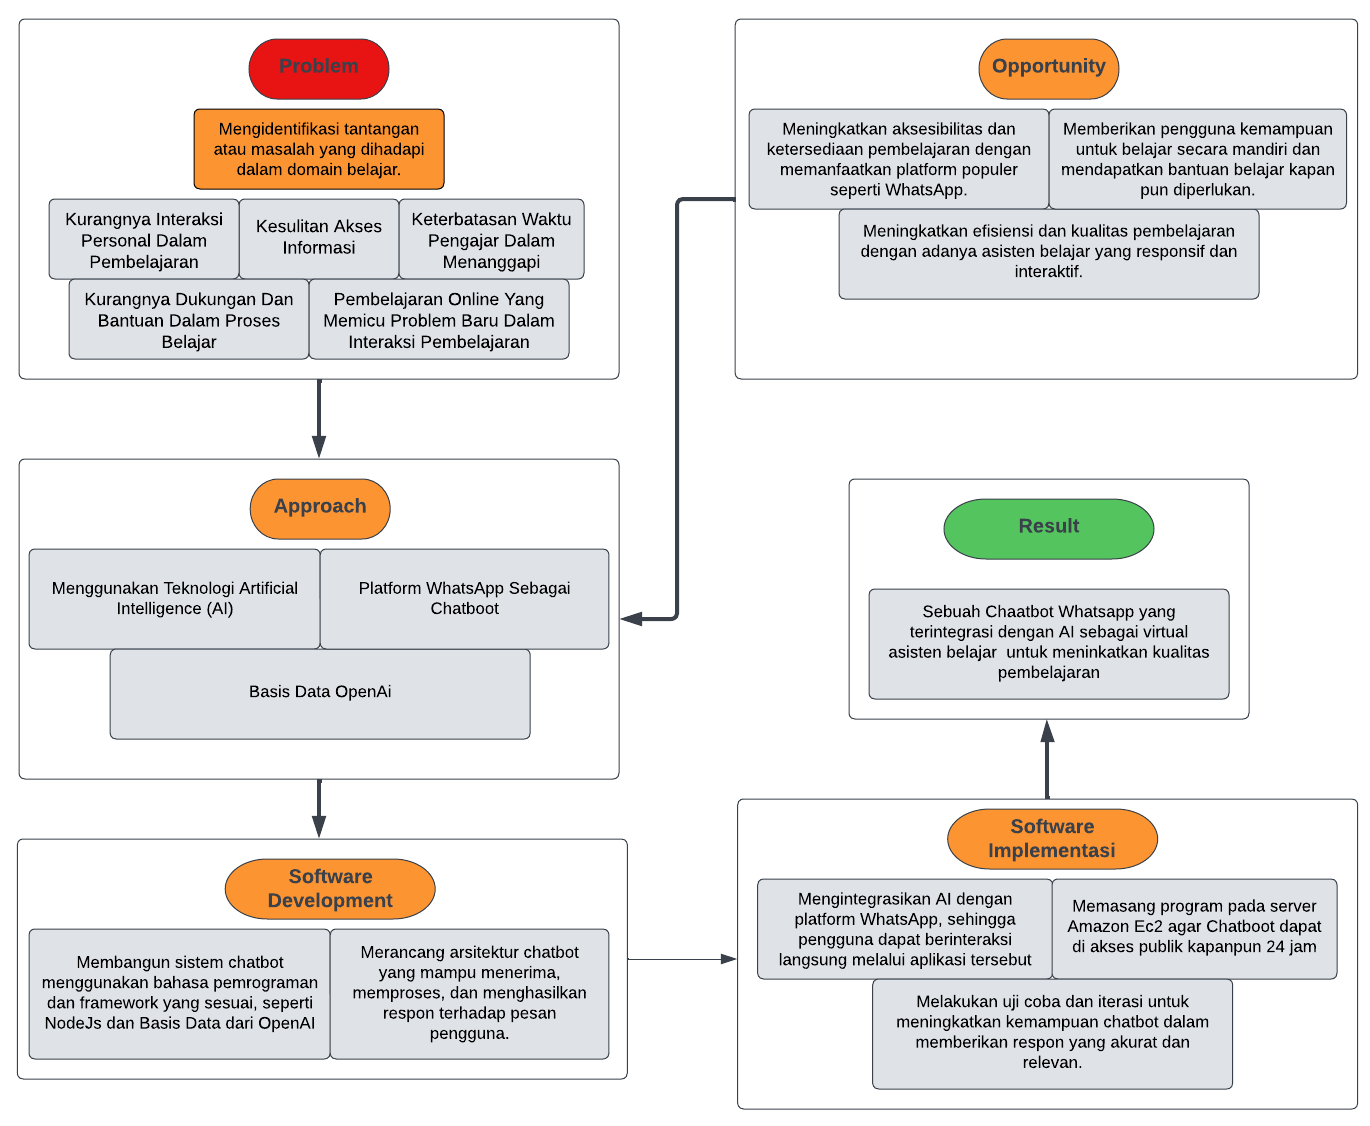 Problem
Mengidentifikasi tantangan
atau masalah yang dihadapi
dalam domain belajar.
Kurangnya Interaksi
Personal Dalam
Pembelajaran
Kesulitan Akses
Informasi
Keterbatasan Waktu
Pengajar Dalam
Menanggapi
Kurangnya Dukungan Dan
Bantuan Dalam Proses
Belajar
Pembelajaran Online Yang
Memicu Problem Baru Dalam
Interaksi Pembelajaran
Opportunity
Meningkatkan aksesibilitas dan
ketersediaan pembelajaran dengan
memanfaatkan platform populer
seperti WhatsApp.
Memberikan pengguna kemampuan
untuk belajar secara mandiri dan
mendapatkan bantuan belajar kapan
pun diperlukan.
Meningkatkan efisiensi dan kualitas pembelajaran
dengan adanya asisten belajar yang responsif dan
interaktif.
Approach
Menggunakan Teknologi Artificial
Intelligence (AI)
Platform WhatsApp Sebagai
Chatboot
Basis Data OpenAi
Software
Development
Membangun sistem chatbot
menggunakan bahasa pemrograman
dan framework yang sesuai, seperti
NodeJs dan Basis Data dari OpenAI
Merancang arsitektur chatbot
yang mampu menerima,
memproses, dan menghasilkan
respon terhadap pesan
pengguna.
Software
Implementasi
Mengintegrasikan AI dengan
platform WhatsApp, sehingga
pengguna dapat berinteraksi
langsung melalui aplikasi tersebut
Memasang program pada server
Amazon Ec2 agar Chatboot dapat
di akses publik kapanpun 24 jam
Melakukan uji coba dan iterasi untuk
meningkatkan kemampuan chatbot dalam
memberikan respon yang akurat dan
relevan.
Result
Sebuah Chaatbot Whatsapp yang
terintegrasi dengan AI sebagai virtual
asisten belajar  untuk meninkatkan kualitas
pembelajaran